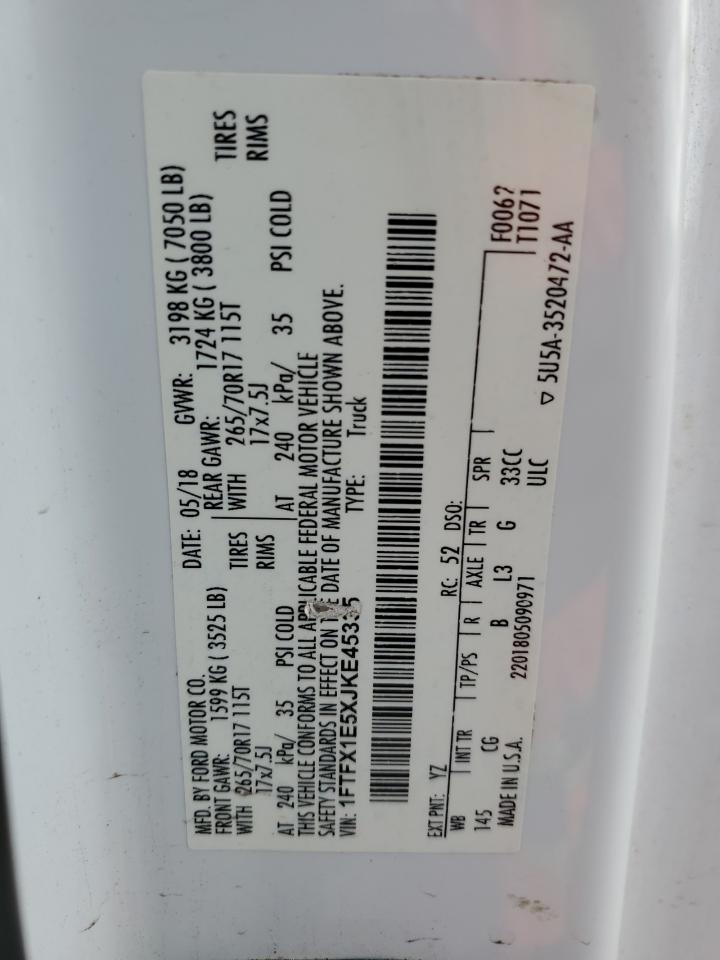 MFD. BY FORD MOTOR CO.
DATE: 05/18 GVWR: 3198 KG ( 7050 LB)
FRONT GAWR: 1599 KG ( 3525 LB)
REAR GAWR: 1724 KG ( 3800 LB)
WITH 265/70R17 115T TIRES
WITH 265/70R17 115T TIRES
17x7.5J RIMS
17x7.5J RIMS
AT 240 kPa/ 35 PSI COLD
AT 240 kPa/ 35 PSI COLD
THIS VEHICLE CONFORMS TO ALL APPLICABLE FEDERAL MOTOR VEHICLE
SAFETY STANDARDS IN EFFECT ON THE DATE OF MANUFACTURE SHOWN ABOVE.
VIN: 1FTFX1E5XJKE45335 TYPE: Truck
EXT PNT: YZ RC: 52 DSO:
WB INT TR TP/PS R AXLE TR SPR
F0067
T1071
145 CG B L3 G 33CC
MADE IN U.S.A. 2201805090971 ULC
▽ 5U5A-3520472-AA